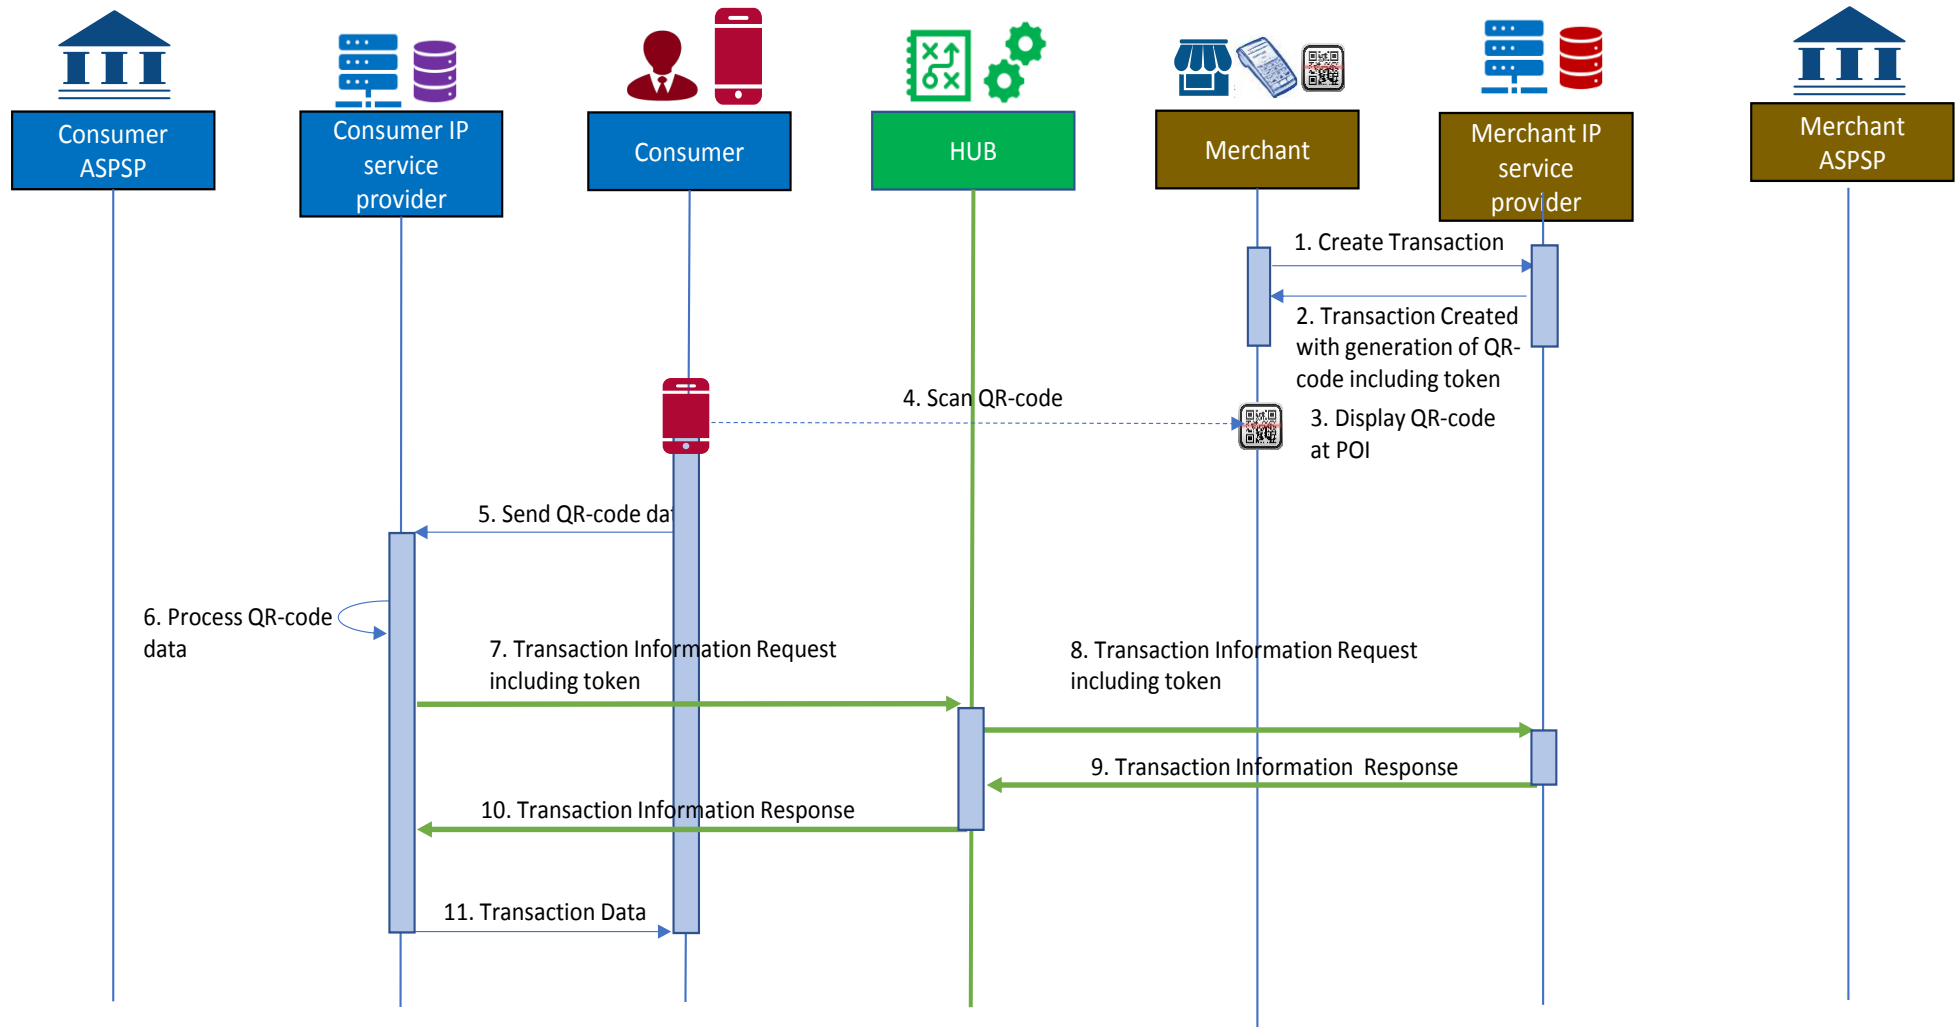 Consumer
ASPSP
Consumer IP
service
provider
Consumer
HUB
Merchant
Merchant IP
service
provider
Merchant
ASPSP
1. Create Transaction
2. Transaction Created
with generation of QR-
code including token
3. Display QR-code
at POI
4. Scan QR-code
5. Send QR-code dat
6. Process QR-code
data
7. Transaction Information Request
including token
8. Transaction Information Request
including token
9. Transaction Information Response
10. Transaction Information Response
11. Transaction Data